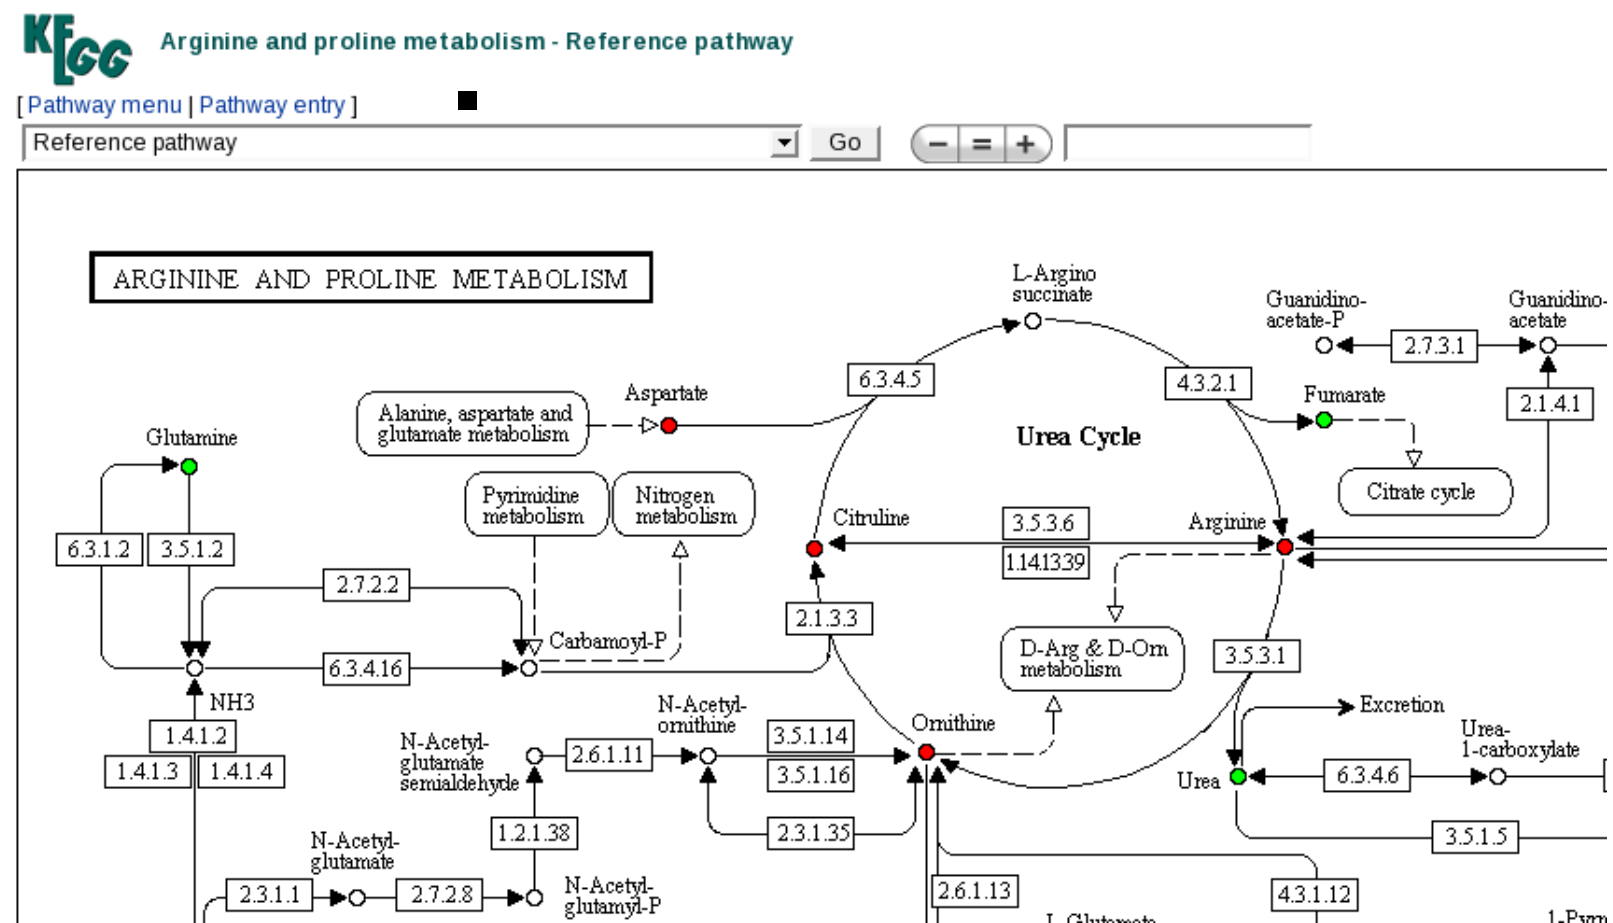 KEGG
Arginine and proline metabolism - Reference pathway
[ Pathway menu | Pathway entry ]
Reference pathway
Go
− = +
ARGININE AND PROLINE METABOLISM
L-Argino
succinate
Guanidino-
acetate-P
Guanidino-
acetate
2.7.3.1
6.3.4.5
4.3.2.1
Aspartate
Fumarate
2.1.4.1
Alanine, aspartate and
glutamate metabolism
Glutamine
Urea Cycle
Pyrimidine
metabolism
Nitrogen
metabolism
Citrate cycle
Citruline
3.5.3.6
Arginine
6.3.1.2
3.5.1.2
1.14.13.39
2.7.2.2
2.1.3.3
Carbamoyl-P
D-Arg & D-Orn
metabolism
3.5.3.1
6.3.4.16
NH3
N-Acetyl-
ornithine
Ornithine
Excretion
1.4.1.2
3.5.1.14
Urea-
1-carboxylate
N-Acetyl-
glutamate
semialdehyde
2.6.1.11
1.4.1.3
1.4.1.4
3.5.1.16
Urea
6.3.4.6
1.2.1.38
2.3.1.35
3.5.1.5
N-Acetyl-
glutamate
2.3.1.1
2.7.2.8
N-Acetyl-
glutamyl-P
2.6.1.13
4.3.1.12
L-Glutamate